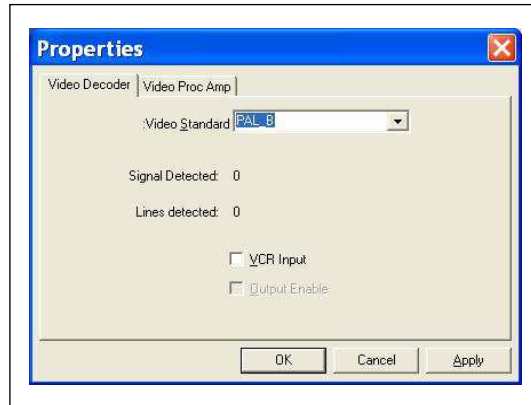 Properties
Video Decoder Video Proc Amp
:Video Standard PAL_B
Signal Detected: 0
Lines detected: 0
VCR Input
Output Enable
OK Cancel Apply